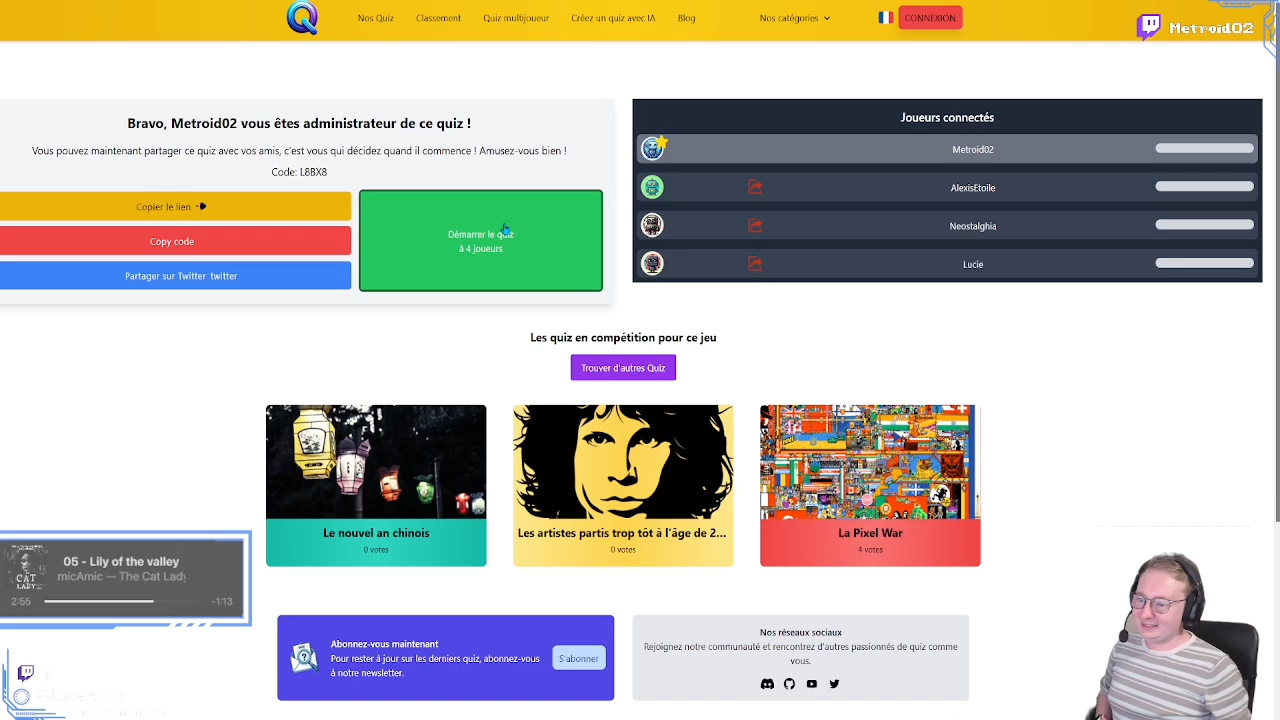 Nos Quiz
Classement
Quiz multijoueur
Créez un quiz avec IA
Blog
Nos catégories
CONNEXION
Metroid02
Bravo, Metroid02 vous êtes administrateur de ce quiz !
Vous pouvez maintenant partager ce quiz avec vos amis, c'est vous qui décidez quand il commence ! Amusez-vous bien !
Code: L8BX8
Copier le lien
Copy code
Partager sur Twitter twitter
Démarrer le quiz
à 4 joueurs
Joueurs connectés
Metroid02
AlexisEtoile
Neostalghia
Lucie
Les quiz en compétition pour ce jeu
Trouver d'autres Quiz
Le nouvel an chinois
0 votes
Les artistes partis trop tôt à l'âge de 2...
0 votes
La Pixel War
4 votes
CAT
LADY
05 - Lily of the valley
micAmic — The Cat Lady
2:55
-1:13
Abonnez-vous maintenant
Pour rester à jour sur les derniers quiz, abonnez-vous
à notre newsletter.
S'abonner
Nos réseaux sociaux
Rejoignez notre communauté et rencontrez d'autres passionnés de quiz comme
vous.